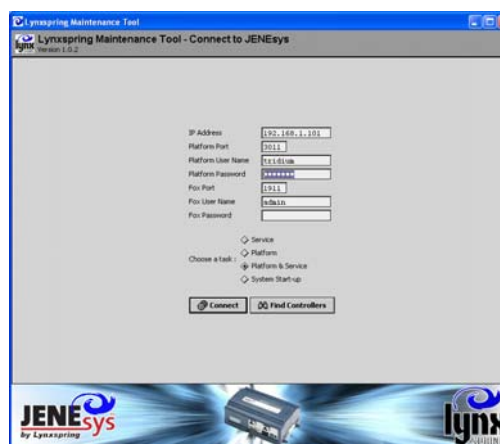 Lynxspring Maintenance Tool
Lynxspring Maintenance Tool - Connect to JENEsys
Version 1.0.2
lynx
IP Address 192.168.1.101
Platform Port 3011
Platform User Name tridium
Platform Password
Fox Port 1911
Fox User Name admin
Fox Password
Choose a task :
Service
Platform
Platform & Service
System Start-up
Connect
Find Controllers
JENEsys
by Lynxspring
lynx